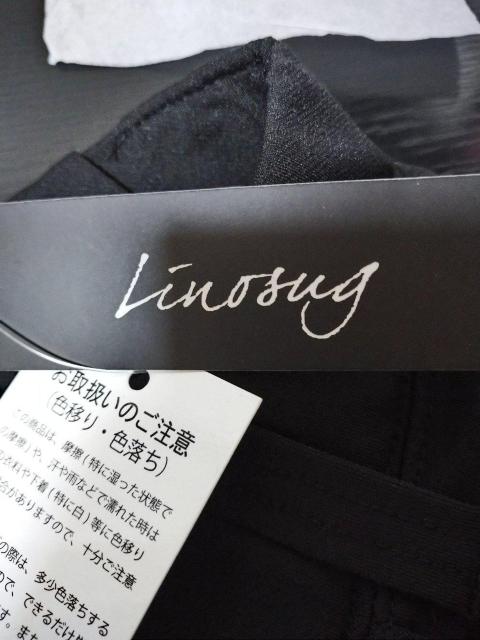 Linosug
お取扱いのご注意
(色移り・色落ち)
この商品は、摩擦(特に湿った状態で
の摩擦)や、汗や雨などで濡れた時は
衣料や下着(特に白)等に色移り
合がありますので、十分ご注意
の際は、多少色落ちする
ので、できるだけ
す。また